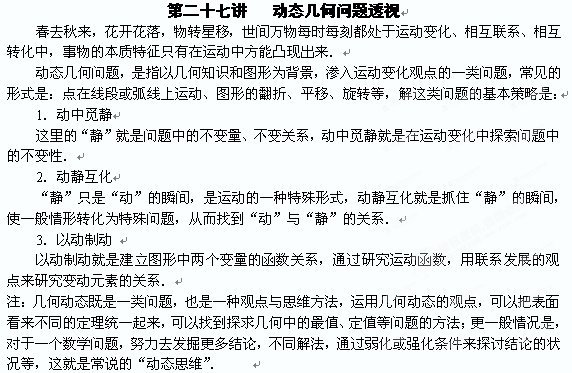 第二十七讲 动态几何问题透视
春去秋来，花开花落，物转星移，世间万物每时每刻都处于运动变化、相互联系、相互
转化中，事物的本质特征只有在运动中方能凸现出来．
动态几何问题，是指以几何知识和图形为背景，渗入运动变化观点的一类问题，常见的
形式是：点在线段或弧线上运动、图形的翻折、平移、旋转等，解这类问题的基本策略是：
1．动中觅静
这里的“静”就是问题中的不变量、不变关系，动中觅静就是在运动变化中探索问题中
的不变性．
2．动静互化
“静”只是“动”的瞬间，是运动的一种特殊形式，动静互化就是抓住“静”的瞬间，
使一般情形转化为特殊问题，从而找到“动”与“静”的关系．
3．以动制动
以动制动就是建立图形中两个变量的函数关系，通过研究运动函数，用联系发展的观
点来研究变动元素的关系．
注：几何动态既是一类问题，也是一种观点与思维方法，运用几何动态的观点，可以把表面
看来不同的定理统一起来，可以找到探求几何中的最值、定值等问题的方法；更一般情况是，
对于一个数学问题，努力去发掘更多结论，不同解法，通过弱化或强化条件来探讨结论的状
况等，这就是常说的“动态思维”．